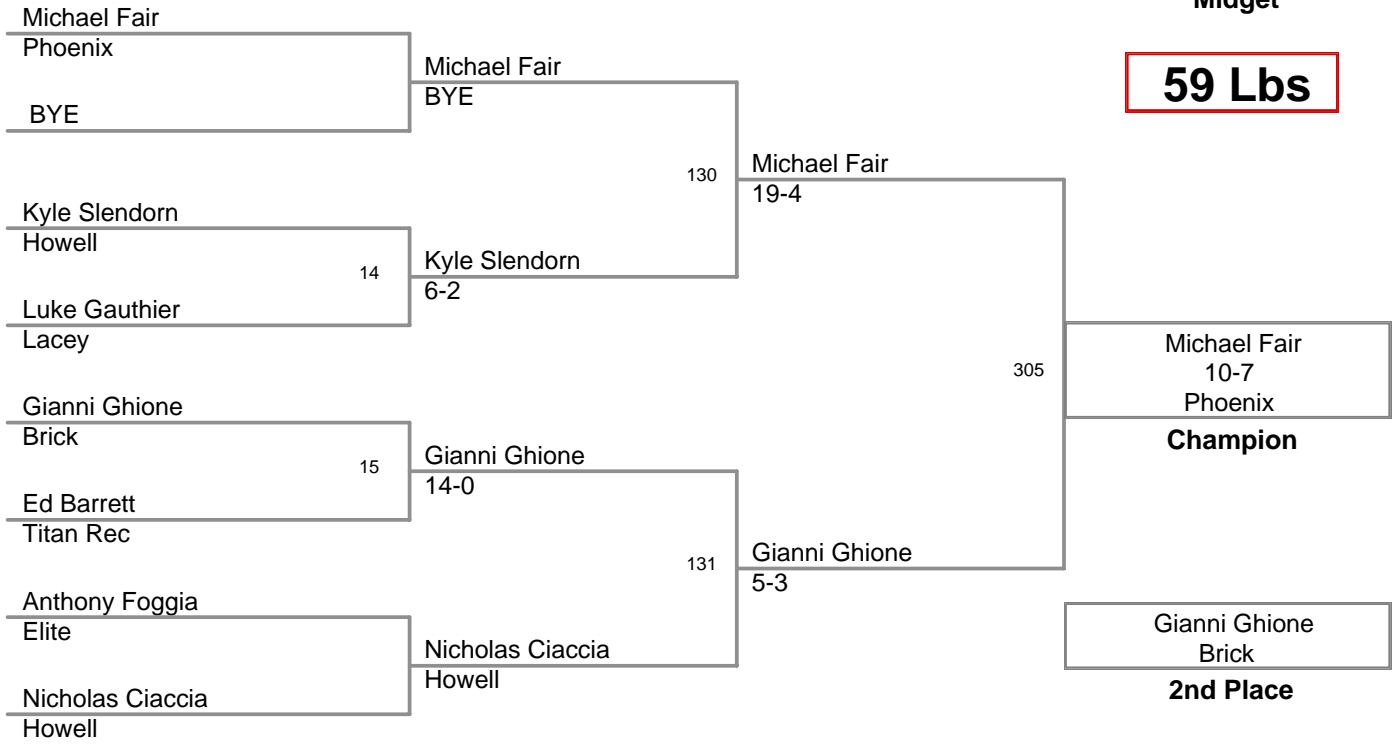 Midget
59 Lbs
Michael Fair
Phoenix
BYE
Kyle Slendorn
Howell
Luke Gauthier
Lacey
Gianni Ghione
Brick
Ed Barrett
Titan Rec
Anthony Foggia
Elite
Nicholas Ciaccia
Howell
14
15
Michael Fair
BYE
Kyle Slendorn
6-2
Gianni Ghione
14-0
Nicholas Ciaccia
Howell
130
131
Michael Fair
19-4
Gianni Ghione
5-3
305
Michael Fair
10-7
Phoenix
Champion
Gianni Ghione
Brick
2nd Place